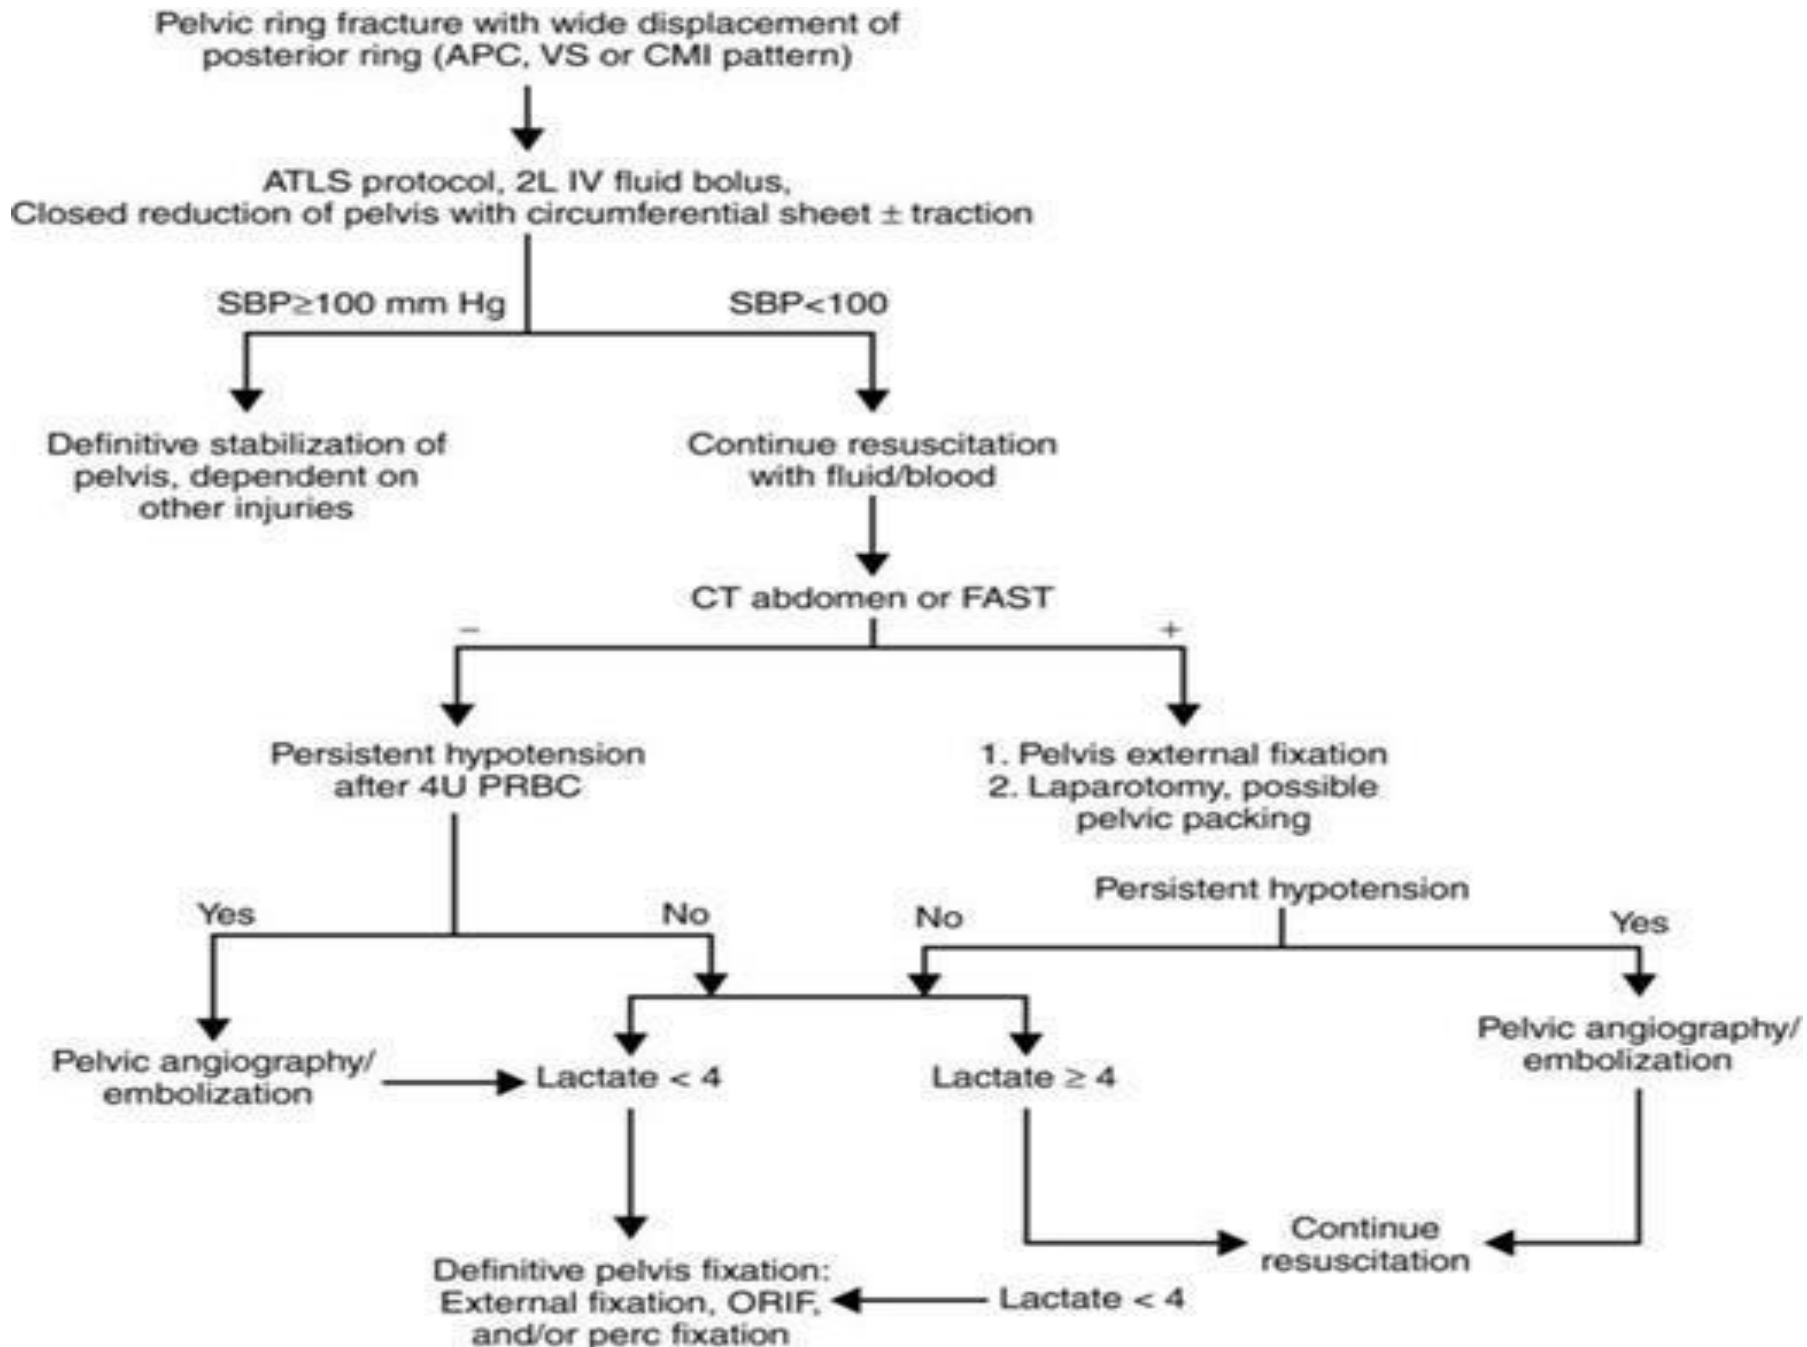 Pelvic ring fracture with wide displacement of
posterior ring (APC, VS or CMI pattern)
ATLS protocol, 2L IV fluid bolus,
Closed reduction of pelvis with circumferential sheet ± traction
SBP≥100 mm Hg
SBP<100
Definitive stabilization of
pelvis, dependent on
other injuries
Continue resuscitation
with fluid/blood
CT abdomen or FAST
−
+
Persistent hypotension
after 4U PRBC
1. Pelvis external fixation
2. Laparotomy, possible
pelvic packing
Persistent hypotension
Yes
No
No
Yes
Pelvic angiography/
embolization
Lactate < 4
Lactate ≥ 4
Pelvic angiography/
embolization
Continue
resuscitation
Definitive pelvis fixation:
External fixation, ORIF,
and/or perc fixation
Lactate < 4